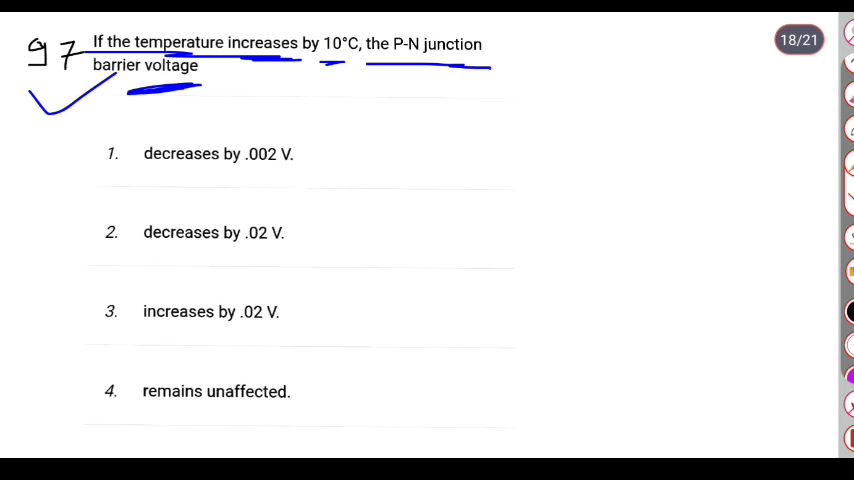 18/21
97 If the temperature increases by 10°C, the P-N junction
barrier voltage
1. decreases by .002 V.
2. decreases by .02 V.
3. increases by .02 V.
4. remains unaffected.